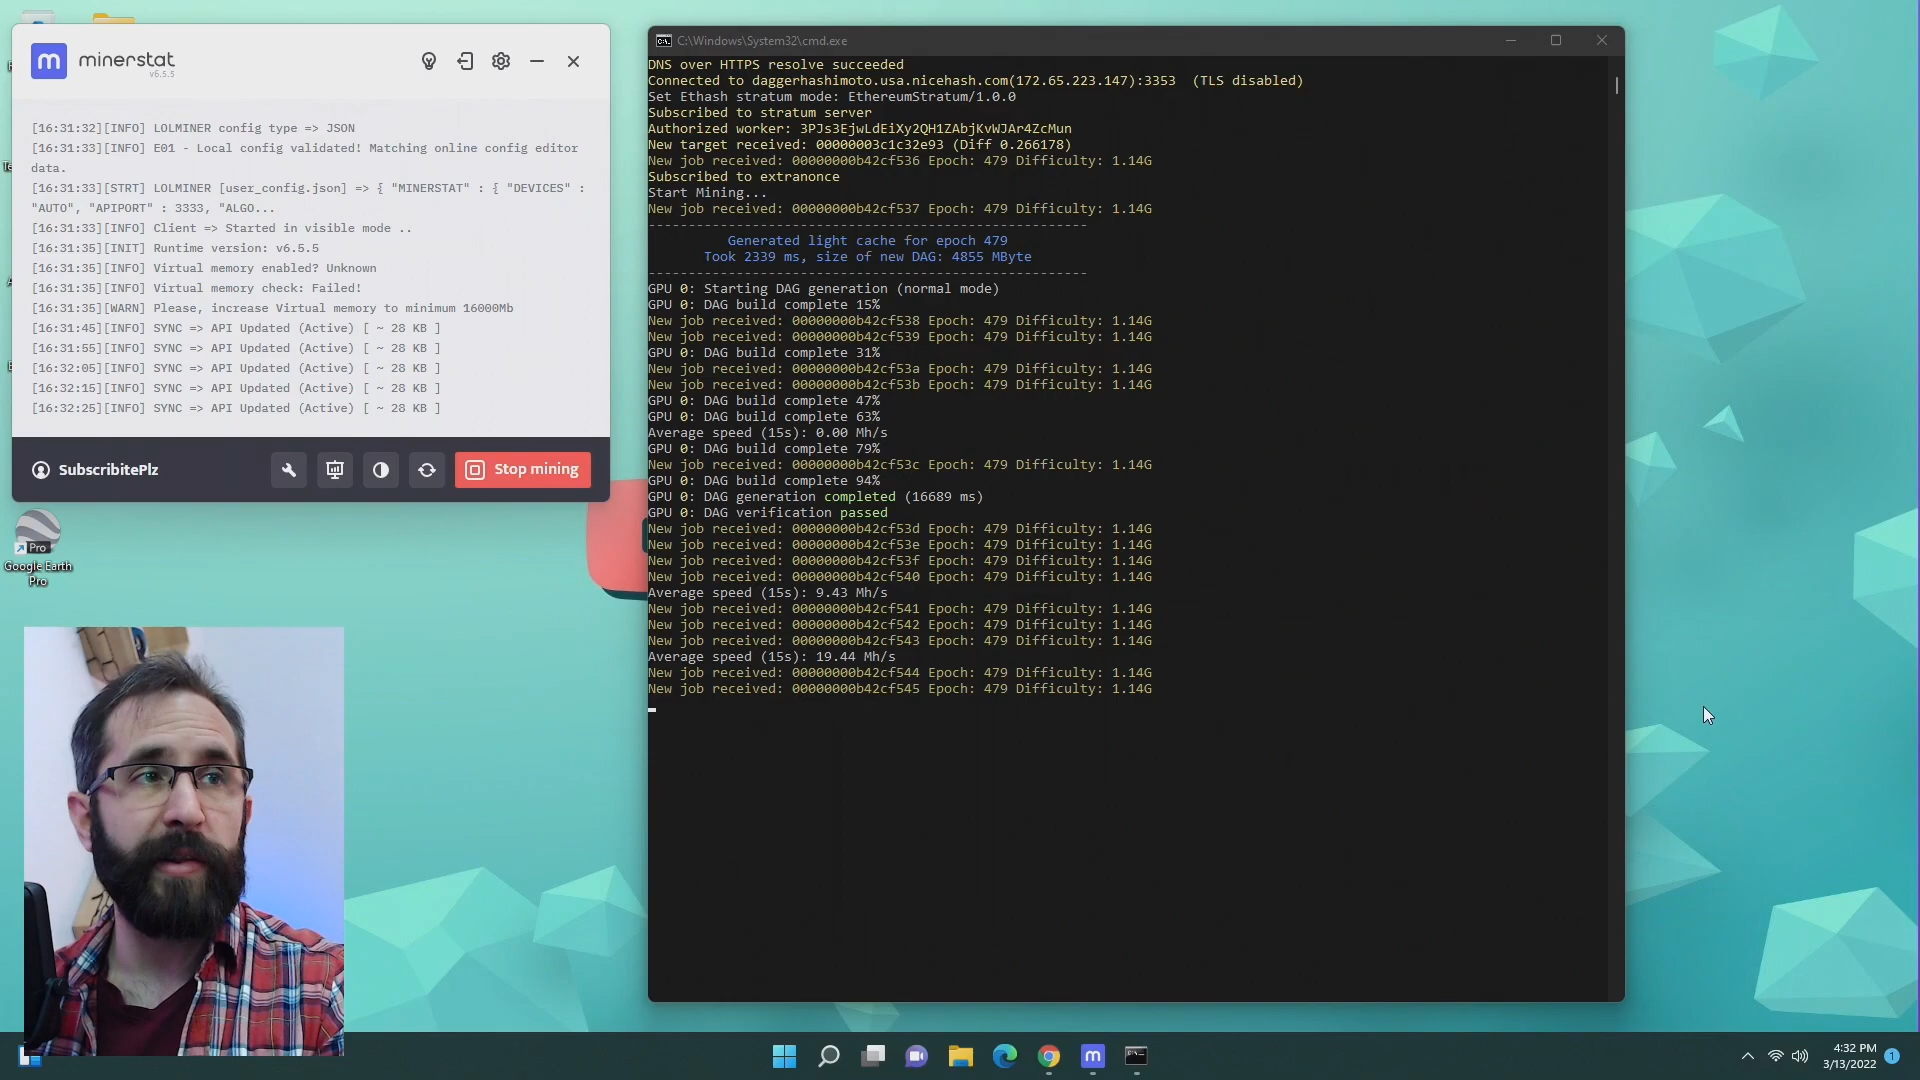 minerstat
v6.5.5
[16:31:32][INFO] LOLMINER config type => JSON
[16:31:33][INFO] E01 - Local config validated! Matching online config editor
data.
[16:31:33][STRT] LOLMINER [user_config.json] => { "MINERSTAT" : { "DEVICES" :
"AUTO", "APIPORT" : 3333, "ALGO...
[16:31:33][INFO] Client => Started in visible mode ..
[16:31:35][INIT] Runtime version: v6.5.5
[16:31:35][INFO] Virtual memory enabled? Unknown
[16:31:35][INFO] Virtual memory check: Failed!
[16:31:35][WARN] Please, increase Virtual memory to minimum 16000Mb
[16:31:45][INFO] SYNC => API Updated (Active) [ ~ 28 KB ]
[16:31:55][INFO] SYNC => API Updated (Active) [ ~ 28 KB ]
[16:32:05][INFO] SYNC => API Updated (Active) [ ~ 28 KB ]
[16:32:15][INFO] SYNC => API Updated (Active) [ ~ 28 KB ]
[16:32:25][INFO] SYNC => API Updated (Active) [ ~ 28 KB ]
SubscribitePlz
Stop mining
Pro
Google Earth
Pro
C:\Windows\System32\cmd.exe
DNS over HTTPS resolve succeeded
Connected to daggerhashimoto.usa.nicehash.com(172.65.223.147):3353  (TLS disabled)
Set Ethash stratum mode: EthereumStratum/1.0.0
Subscribed to stratum server
Authorized worker: 3PJs3EjwLdEiXy2QH1ZAbjKvWJAr4ZcMun
New target received: 00000003c1c32e93 (Diff 0.266178)
New job received: 00000000b42cf536 Epoch: 479 Difficulty: 1.14G
Subscribed to extranonce
Start Mining...
New job received: 00000000b42cf537 Epoch: 479 Difficulty: 1.14G
-------------------------------------------------------
Generated light cache for epoch 479
Took 2339 ms, size of new DAG: 4855 MByte
-------------------------------------------------------
GPU 0: Starting DAG generation (normal mode)
GPU 0: DAG build complete 15%
New job received: 00000000b42cf538 Epoch: 479 Difficulty: 1.14G
New job received: 00000000b42cf539 Epoch: 479 Difficulty: 1.14G
GPU 0: DAG build complete 31%
New job received: 00000000b42cf53a Epoch: 479 Difficulty: 1.14G
New job received: 00000000b42cf53b Epoch: 479 Difficulty: 1.14G
GPU 0: DAG build complete 47%
GPU 0: DAG build complete 63%
Average speed (15s): 0.00 Mh/s
GPU 0: DAG build complete 79%
New job received: 00000000b42cf53c Epoch: 479 Difficulty: 1.14G
GPU 0: DAG build complete 94%
GPU 0: DAG generation completed (16689 ms)
GPU 0: DAG verification passed
New job received: 00000000b42cf53d Epoch: 479 Difficulty: 1.14G
New job received: 00000000b42cf53e Epoch: 479 Difficulty: 1.14G
New job received: 00000000b42cf53f Epoch: 479 Difficulty: 1.14G
New job received: 00000000b42cf540 Epoch: 479 Difficulty: 1.14G
Average speed (15s): 9.43 Mh/s
New job received: 00000000b42cf541 Epoch: 479 Difficulty: 1.14G
New job received: 00000000b42cf542 Epoch: 479 Difficulty: 1.14G
New job received: 00000000b42cf543 Epoch: 479 Difficulty: 1.14G
Average speed (15s): 19.44 Mh/s
New job received: 00000000b42cf544 Epoch: 479 Difficulty: 1.14G
New job received: 00000000b42cf545 Epoch: 479 Difficulty: 1.14G
4:32 PM
3/13/2022
1